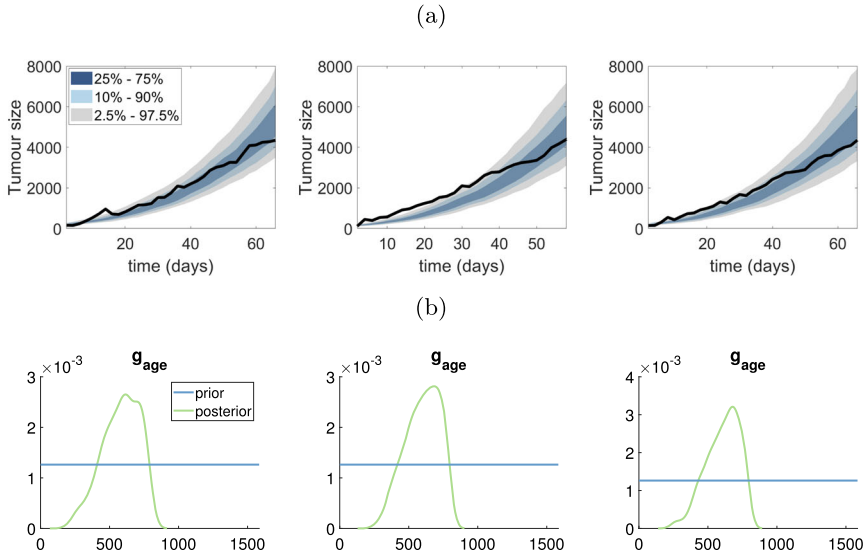 (a)
8000
6000
4000
2000
0
Tumour size
25% - 75%
10% - 90%
2.5% - 97.5%
20 40 60
time (days)
8000
6000
4000
2000
0
Tumour size
10 20 30 40 50
time (days)
8000
6000
4000
2000
0
Tumour size
20 40 60
time (days)
(b)
×10⁻³
g_age
3
2
1
0
prior
posterior
0 500 1000 1500
×10⁻³
g_age
3
2
1
0
0 500 1000 1500
×10⁻³
g_age
4
3
2
1
0
0 500 1000 1500